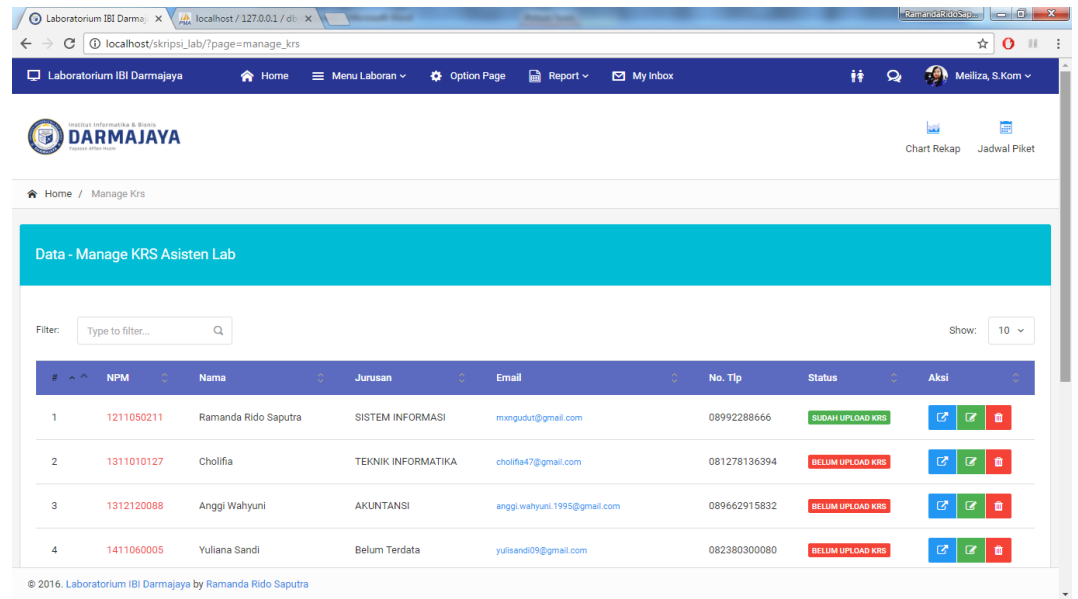 Laboratorium IBI Darmaj
localhost / 127.0.0.1 / db
RamandaRidoSap...
localhost/skripsi_lab/?page=manage_krs
Laboratorium IBI Darmajaya Home Menu Laboran Option Page Report My Inbox Meiliza, S.Kom
Institut Informatika & Bisnis
DARMAJAYA
Yayasan Alfian Husin
Chart Rekap Jadwal Piket
Home / Manage Krs
Data - Manage KRS Asisten Lab
Filter: Type to filter... Show: 10
# NPM Nama Jurusan Email No. Tlp Status Aksi
1 1211050211 Ramanda Rido Saputra SISTEM INFORMASI mxngudut@gmail.com 08992288666 SUDAH UPLOAD KRS
2 1311010127 Cholifia TEKNIK INFORMATIKA cholifia47@gmail.com 081278136394 BELUM UPLOAD KRS
3 1312120088 Anggi Wahyuni AKUNTANSI anggi.wahyuni.1995@gmail.com 089662915832 BELUM UPLOAD KRS
4 1411060005 Yuliana Sandi Belum Terdata yulisandi09@gmail.com 082380300080 BELUM UPLOAD KRS
© 2016. Laboratorium IBI Darmajaya by Ramanda Rido Saputra